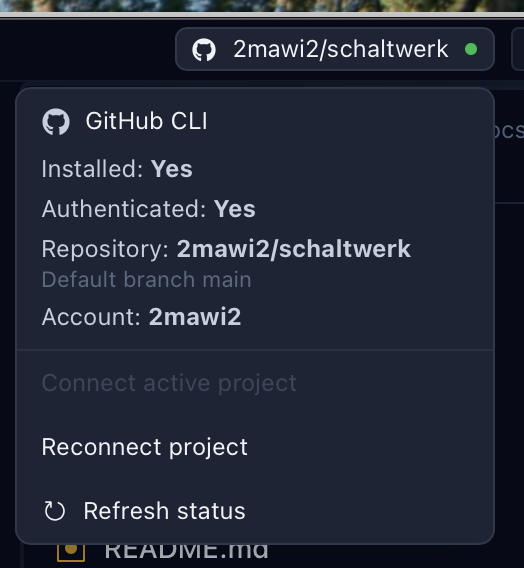 2mawi2/schaltwerk
GitHub CLI
ocs
Installed: Yes
Authenticated: Yes
Repository: 2mawi2/schaltwerk
Default branch main
Account: 2mawi2
Connect active project
Reconnect project
Refresh status
README.md